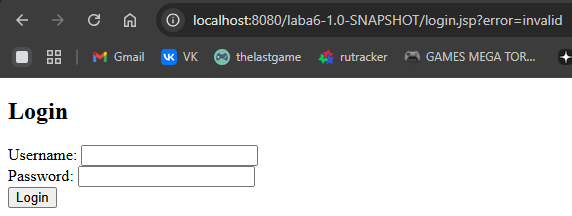 localhost:8080/laba6-1.0-SNAPSHOT/login.jsp?error=invalid
Gmail VK thelastgame rutracker GAMES MEGA TOR...
Login
Username:
Password:
Login